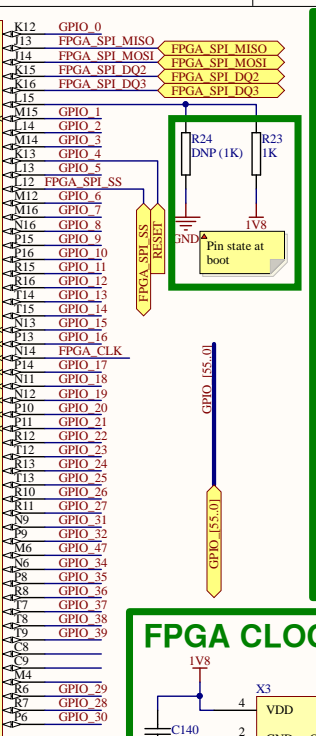 K12 GPIO_0
J13 FPGA_SPI_MISO FPGA_SPI_MISO
J14 FPGA_SPI_MOSI FPGA_SPI_MOSI
K15 FPGA_SPI_DQ2 FPGA_SPI_DQ2
K16 FPGA_SPI_DQ3 FPGA_SPI_DQ3
L15
M15 GPIO_1
L14 GPIO_2
M14 GPIO_3
K13 GPIO_4
L13 GPIO_5
L12 FPGA_SPI_SS
M12 GPIO_6
M16 GPIO_7
N16 GPIO_8
P15 GPIO_9
P16 GPIO_10
R15 GPIO_11
R16 GPIO_12
T14 GPIO_13
T15 GPIO_14
N13 GPIO_15
P13 GPIO_16
N14 FPGA_CLK
P14 GPIO_17
N11 GPIO_18
N12 GPIO_19
P10 GPIO_20
P11 GPIO_21
R12 GPIO_22
T12 GPIO_23
R13 GPIO_24
T13 GPIO_25
R10 GPIO_26
R11 GPIO_27
N9 GPIO_31
P9 GPIO_32
M6 GPIO_47
N6 GPIO_34
P8 GPIO_35
R8 GPIO_36
T7 GPIO_37
T8 GPIO_38
T9 GPIO_39
C8
C9
M4
R6 GPIO_29
R7 GPIO_28
P6 GPIO_30
R24
DNP (1K)
R23
1K
GND
1V8
Pin state at
boot
FPGA_SPI_SS
RESET
GPIO_[55..0]
GPIO_[55..0]
FPGA CLOC
1V8
C140
X3
4 VDD
2